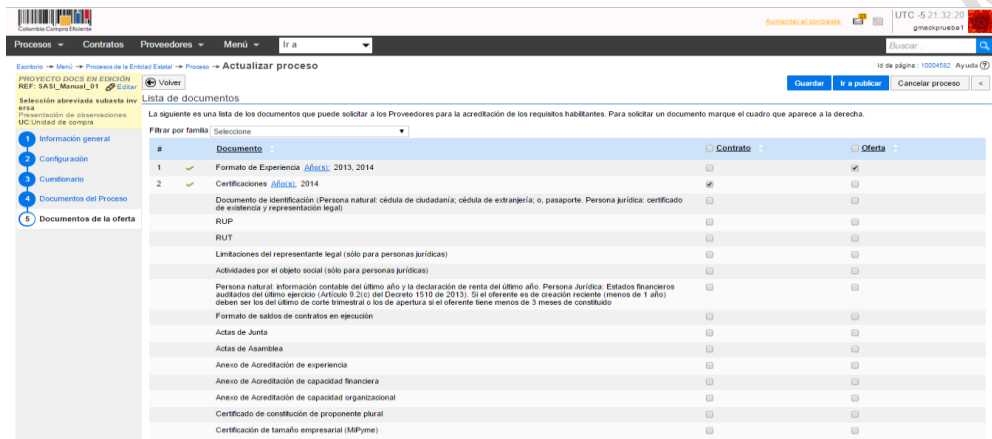 Colombia Compra Eficiente
Aumentar el contraste
UTC -5 21:32:20
gmaokprueba1
Procesos Contratos Proveedores Menú Ir a
Buscar...
Escritorio → Menú → Procesos de la Entidad Estatal → Proceso → Actualizar proceso
Id de página:: 10004582 Ayuda
PROYECTO DOCS EN EDICIÓN
REF: SASI_Manual_01 Editar
Selección abreviada subasta inversa
Presentación de observaciones
UC:Unidad de compra
1 Información general
2 Configuración
3 Cuestionario
4 Documentos del Proceso
5 Documentos de la oferta
Volver
Guardar Ir a publicar Cancelar proceso <
Lista de documentos
La siguiente es una lista de los documentos que puede solicitar a los Proveedores para la acreditación de los requisitos habilitantes. Para solicitar un documento marque el cuadro que aparece a la derecha.
Filtrar por familia Seleccione
# Documento Contrato Oferta
1 Formato de Experiencia Año(s): 2013, 2014
2 Certificaciones Año(s): 2014
Documento de identificación (Persona natural: cédula de ciudadanía; cédula de extranjería; o, pasaporte. Persona jurídica: certificado
de existencia y representación legal)
RUP
RUT
Limitaciones del representante legal (sólo para personas jurídicas)
Actividades por el objeto social (sólo para personas jurídicas)
Persona natural: información contable del último año y la declaración de renta del último año. Persona Jurídica: Estados financieros
auditados del último ejercicio (Artículo 9.2(c) del Decreto 1510 de 2013). Si el oferente es de creación reciente (menos de 1 año)
deben ser los del último de corte trimestral o los de apertura si el oferente tiene menos de 3 meses de constituido
Formato de saldos de contratos en ejecución
Actas de Junta
Actas de Asamblea
Anexo de Acreditación de experiencia
Anexo de Acreditación de capacidad financiera
Anexo de Acreditación de capacidad organizacional
Certificado de constitución de proponente plural
Certificación de tamaño empresarial (MiPyme)